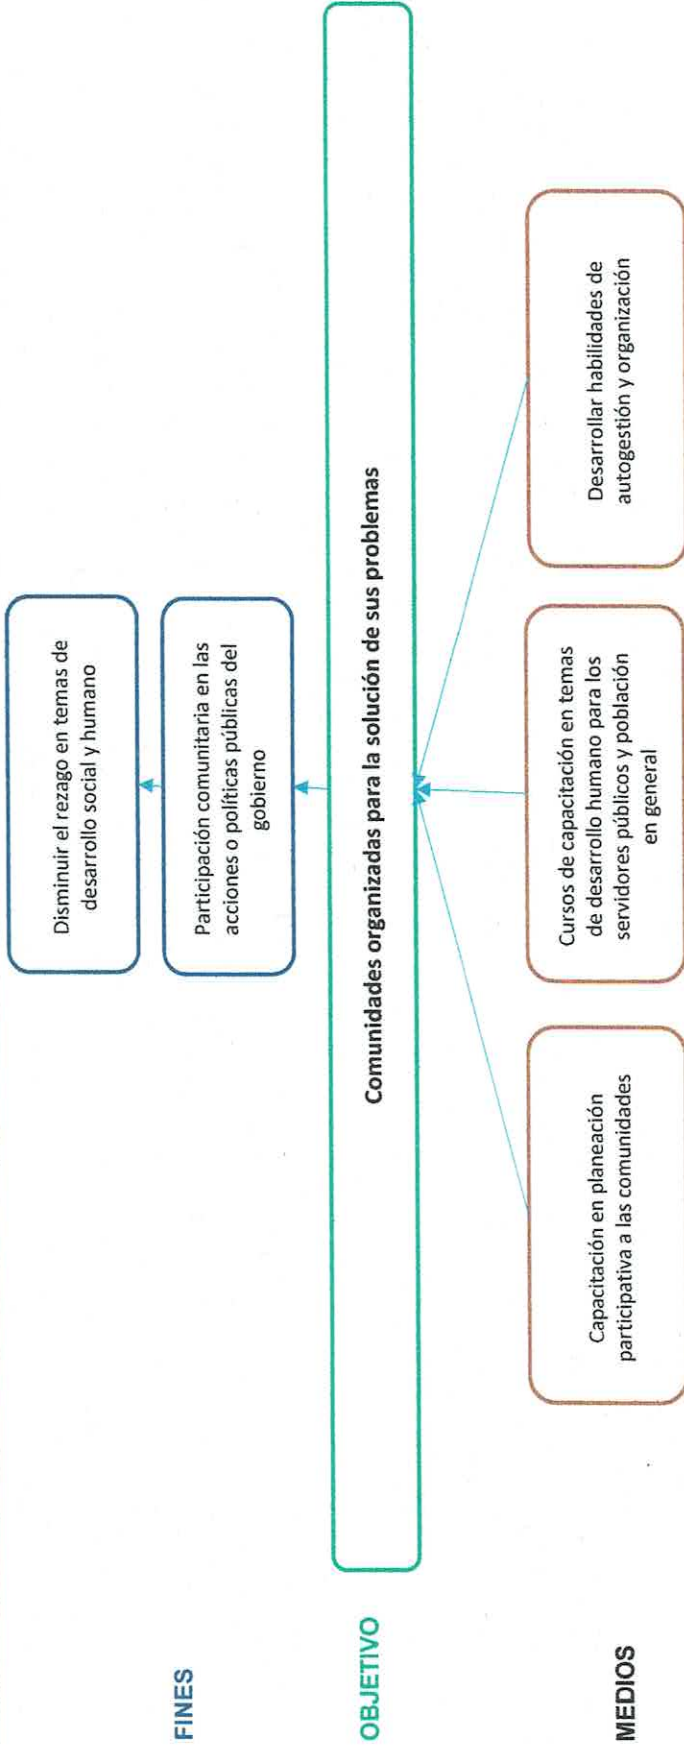 FINES
Disminuir el rezago en temas de
desarrollo social y humano
Participación comunitaria en las
acciones o políticas públicas del
gobierno
OBJETIVO
Comunidades organizadas para la solución de sus problemas
MEDIOS
Capacitación en planeación
participativa a las comunidades
Cursos de capacitación en temas
de desarrollo humano para los
servidores públicos y población
en general
Desarrollar habilidades de
autogestión y organización